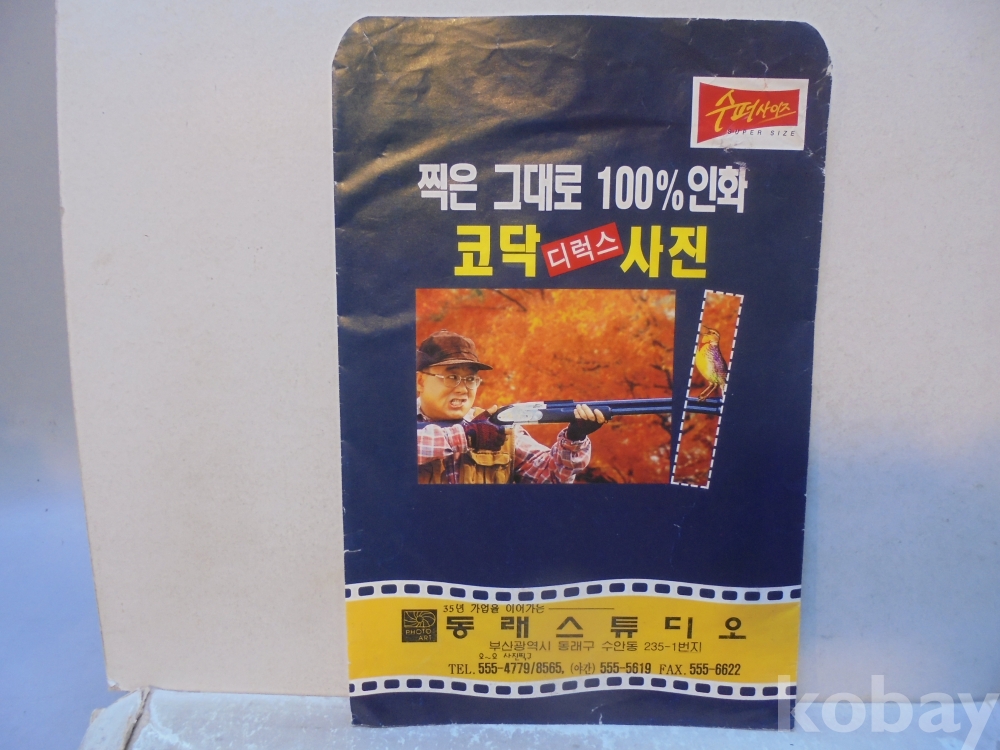 수퍼사이즈
SUPER SIZE
찍은 그대로 100% 인화
코닥 디럭스 사진
35년 가업을 이어가는
PHOTO ART
동래스튜디오
부산광역시 동래구 수안동 235-1번지
TEL. 555-4779/8565, (야간) 555-5619 FAX. 555-6622
kobay